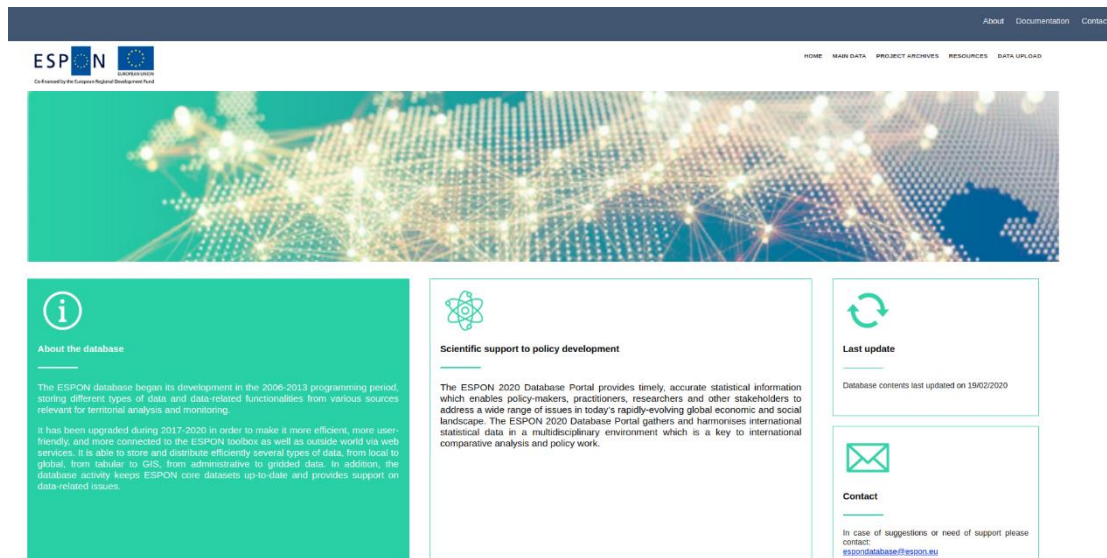 About Documentation Contac
ESPON
EUROPEAN UNION
Co-financed by the European Regional Development Fund
HOME MAIN DATA PROJECT ARCHIVES RESOURCES DATA UPLOAD
About the database
The ESPON database began its development in the 2006-2013 programming period,
storing different types of data and data-related functionalities from various sources
relevant for territorial analysis and monitoring.
It has been upgraded during 2017-2020 in order to make it more efficient, more user-
friendly, and more connected to the ESPON toolbox as well as outside world via web
services. It is able to store and distribute efficiently several types of data, from local to
global, from tabular to GIS, from administrative to gridded data. In addition, the
database activity keeps ESPON core datasets up-to-date and provides support on
data-related issues.
Scientific support to policy development
The ESPON 2020 Database Portal provides timely, accurate statistical information
which enables policy-makers, practitioners, researchers and other stakeholders to
address a wide range of issues in today's rapidly-evolving global economic and social
landscape. The ESPON 2020 Database Portal gathers and harmonises international
statistical data in a multidisciplinary environment which is a key to international
comparative analysis and policy work.
Last update
Database contents last updated on 19/02/2020
Contact
In case of suggestions or need of support please
contact:
espondatabase@espon.eu